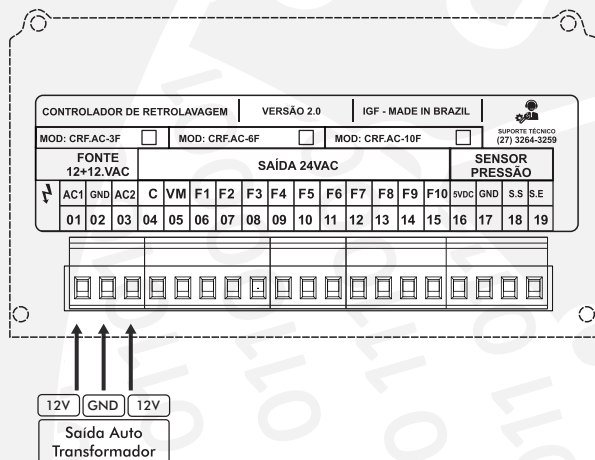 CONTROLADOR DE RETROLAVAGEM VERSÃO 2.0 IGF - MADE IN BRAZIL
SUPORTE TÉCNICO
(27) 3264-3259
MOD: CRF.AC-3F MOD: CRF.AC-6F MOD: CRF.AC-10F
FONTE
12+12.VAC
SAÍDA 24VAC
SENSOR
PRESSÃO
AC1 GND AC2 C VM F1 F2 F3 F4 F5 F6 F7 F8 F9 F10 5VDC GND S.S S.E
01 02 03 04 05 06 07 08 09 10 11 12 13 14 15 16 17 18 19
12V GND 12V
Saída Auto
Transformador